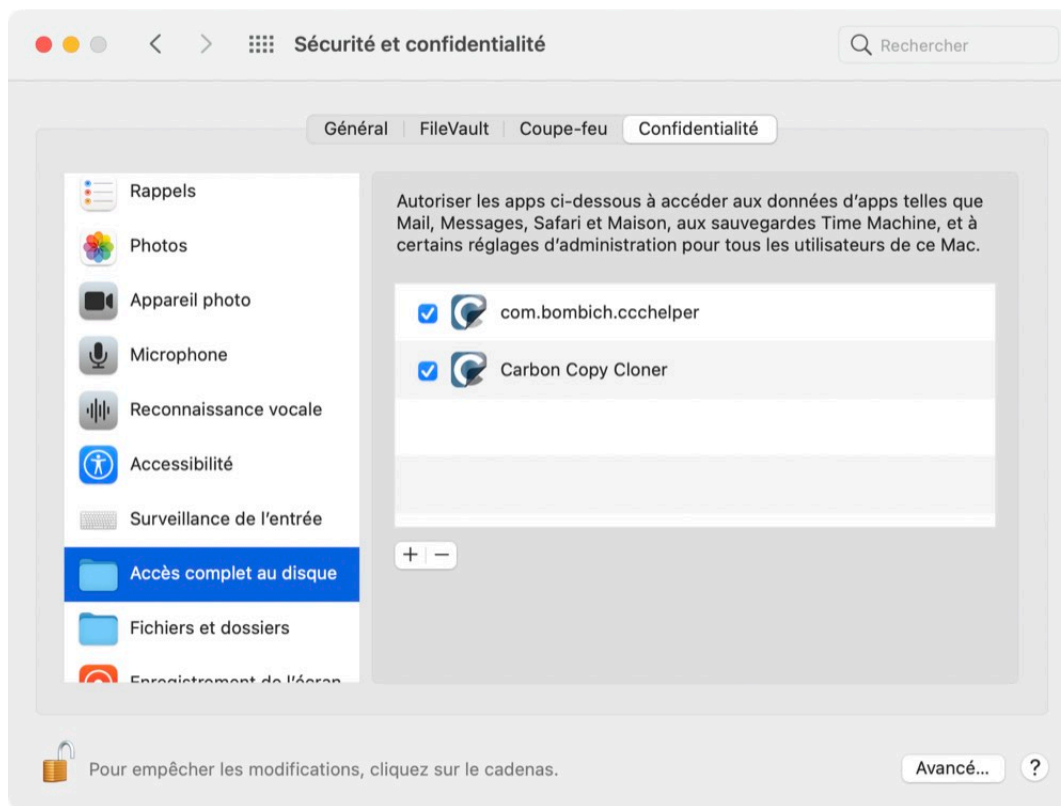 Sécurité et confidentialité
Rechercher
Général
FileVault
Coupe-feu
Confidentialité
Rappels
Photos
Appareil photo
Microphone
Reconnaissance vocale
Accessibilité
Surveillance de l'entrée
Accès complet au disque
Fichiers et dossiers
Enregistrement de l'écran
Autoriser les apps ci-dessous à accéder aux données d'apps telles que
Mail, Messages, Safari et Maison, aux sauvegardes Time Machine, et à
certains réglages d'administration pour tous les utilisateurs de ce Mac.
com.bombich.ccchelper
Carbon Copy Cloner
Pour empêcher les modifications, cliquez sur le cadenas.
Avancé...
?